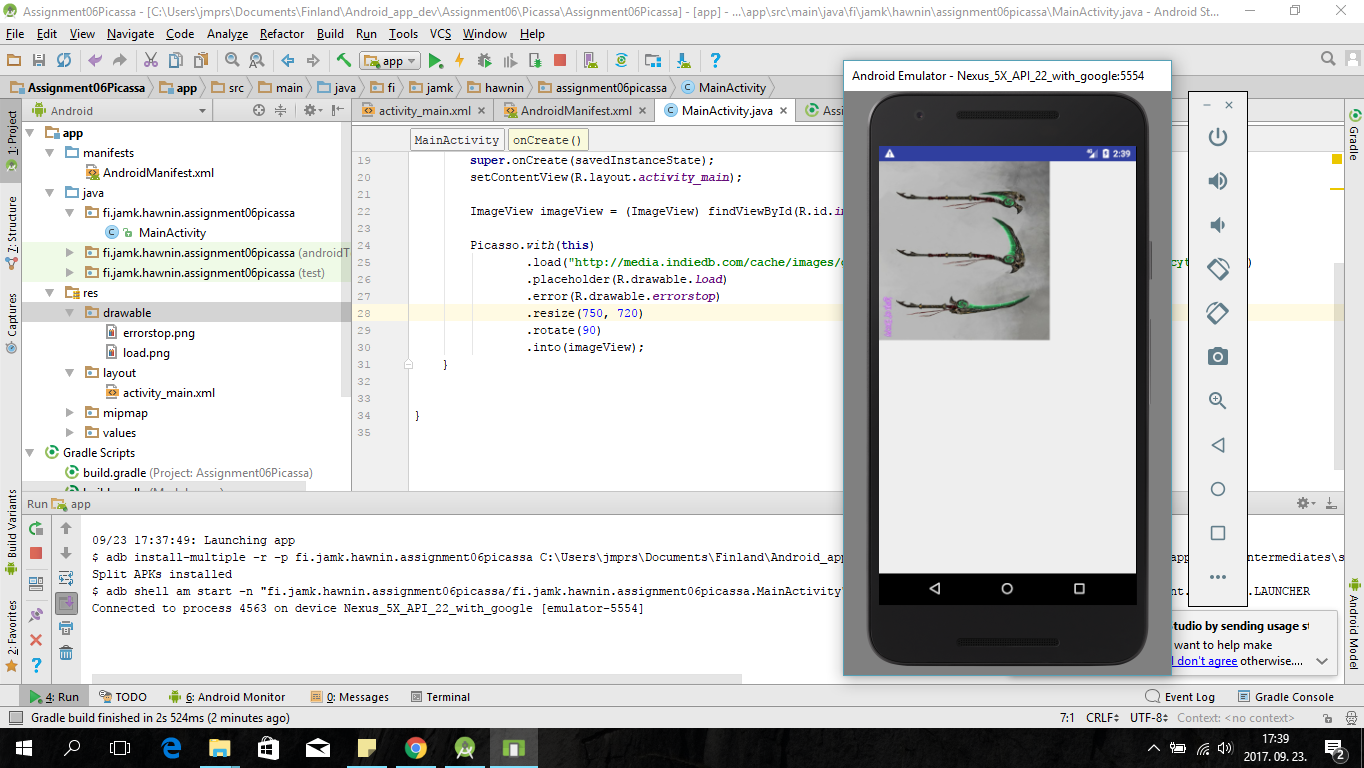 Assignment06Picassa - [C:\Users\jmprs\Documents\Finland\Android_app_dev\Assignment06\Picassa\Assignment06Picassa] - [app] - ...\app\src\main\java\fi\jamk\hawnin\assignment06picassa\MainActivity.java - Android St...
File Edit View Navigate Code Analyze Refactor Build Run Tools VCS Window Help
app
Assignment06Picassa app src main java fi jamk hawnin assignment06picassa MainActivity
Android
activity_main.xml AndroidManifest.xml MainActivity.java Ass
1: Project
7: Structure
Captures
Build Variants
2: Favorites
app
manifests
AndroidManifest.xml
java
fi.jamk.hawnin.assignment06picassa
MainActivity
fi.jamk.hawnin.assignment06picassa (androidT
fi.jamk.hawnin.assignment06picassa (test)
res
drawable
errorstop.png
load.png
layout
activity_main.xml
mipmap
values
Gradle Scripts
build.gradle (Project: Assignment06Picassa)
MainActivity onCreate()
19 super.onCreate(savedInstanceState);
20 setContentView(R.layout.activity_main);
21
22 ImageView imageView = (ImageView) findViewById(R.id.i
23
24 Picasso.with(this)
25 .load("http://media.indiedb.com/cache/images/ )
26 .placeholder(R.drawable.load)
27 .error(R.drawable.errorstop)
28 .resize(750, 720)
29 .rotate(90)
30 .into(imageView);
31 }
32
33
34 }
35
Android Emulator - Nexus_5X_API_22_with_google:5554
2:39
Gradle
Android Model
Run app
09/23 17:37:49: Launching app
$ adb install-multiple -r -p fi.jamk.hawnin.assignment06picassa C:\Users\jmprs\Documents\Finland\Android_app app ntermediates\s
Split APKs installed
$ adb shell am start -n "fi.jamk.hawnin.assignment06picassa/fi.jamk.hawnin.assignment06picassa.MainActivity nt. .LAUNCHER
Connected to process 4563 on device Nexus_5X_API_22_with_google [emulator-5554]
tudio by sending usage st
want to help make
I don't agree otherwise....
4: Run TODO 6: Android Monitor 0: Messages Terminal Event Log Gradle Console
Gradle build finished in 2s 524ms (2 minutes ago) 7:1 CRLF UTF-8 Context: <no context>
17:39
2017. 09. 23.
2